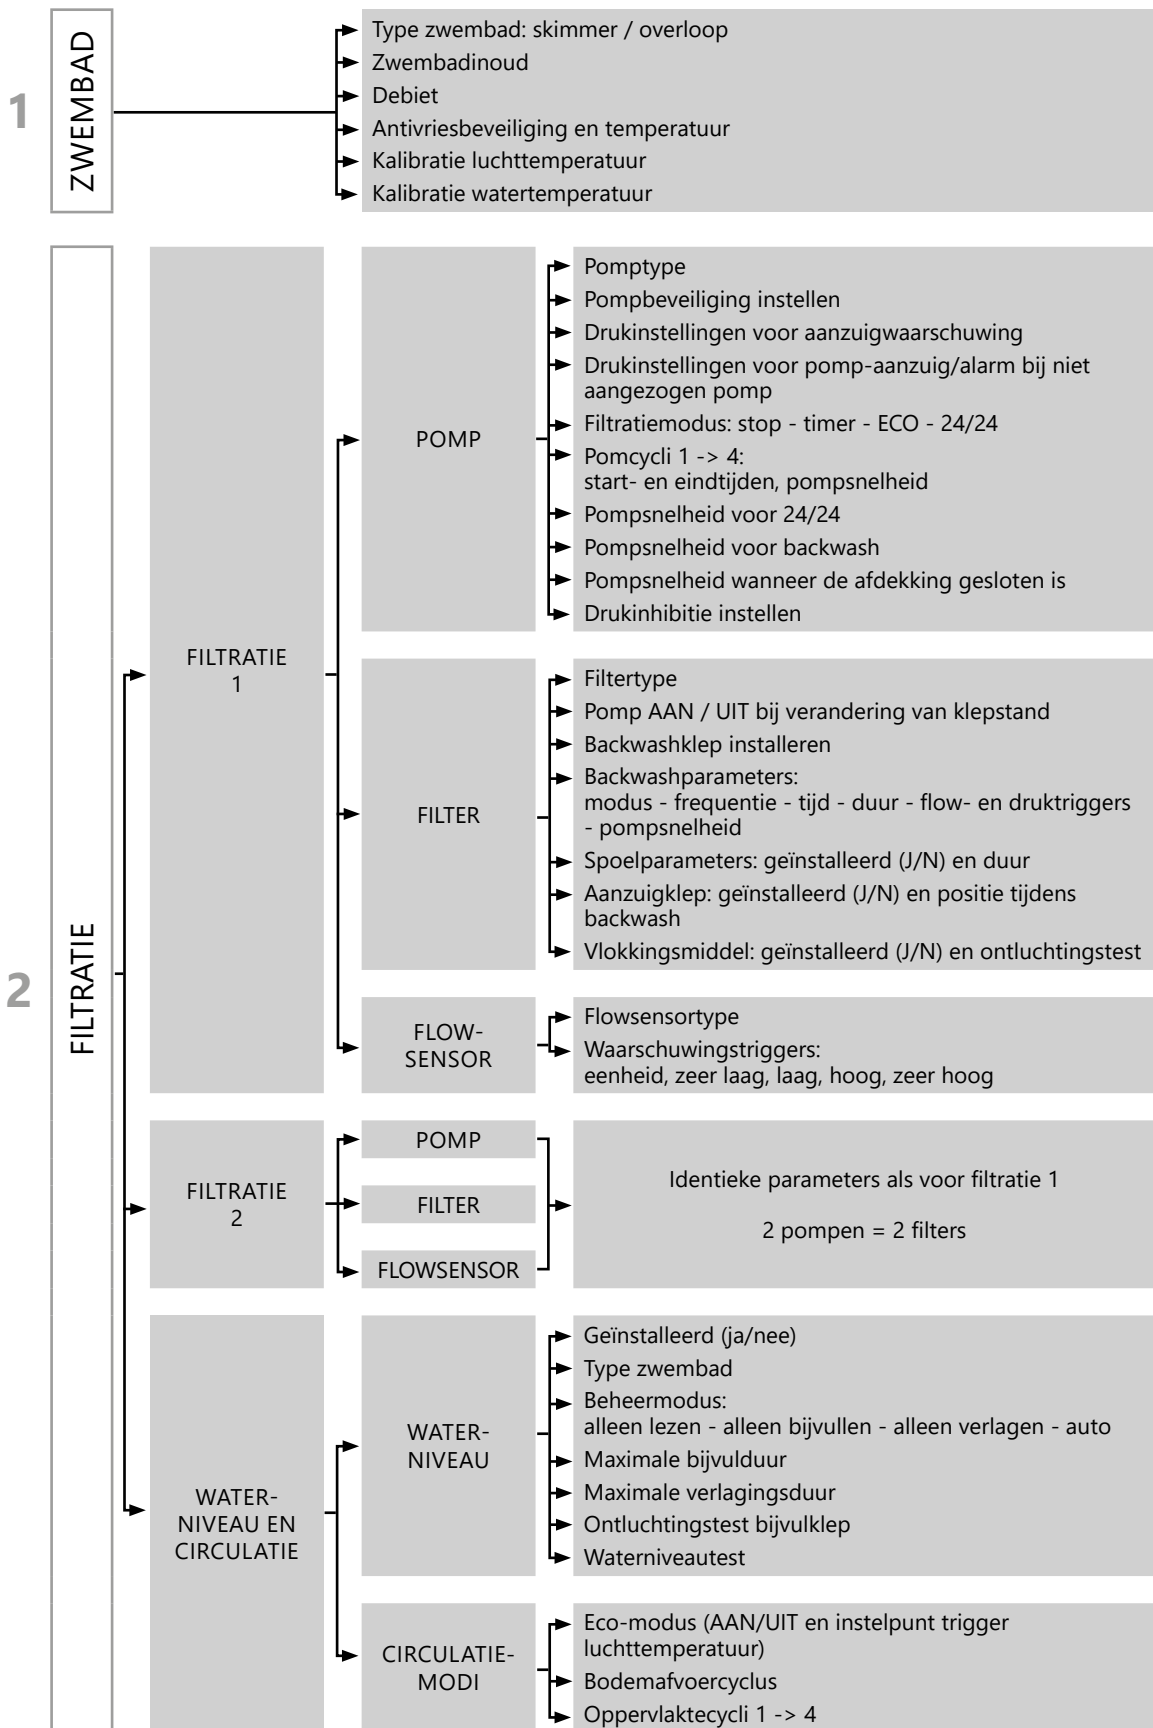 1
ZWEMBAD
Type zwembad: skimmer / overloop
Zwembadinoud
Debiet
Antivriesbeveiliging en temperatuur
Kalibratie luchttemperatuur
Kalibratie watertemperatuur
2
FILTRATIE
FILTRATIE
1
POMP
Pomptype
Pompbeveiliging instellen
Drukinstellingen voor aanzuigwaarschuwing
Drukinstellingen voor pomp-aanzuig/alarm bij niet
aangezogen pomp
Filtratiemodus: stop - timer - ECO - 24/24
Pomcycli 1 -> 4:
start- en eindtijden, pompsnelheid
Pompsnelheid voor 24/24
Pompsnelheid voor backwash
Pompsnelheid wanneer de afdekking gesloten is
Drukinhibitie instellen
FILTER
Filtertype
Pomp AAN / UIT bij verandering van klepstand
Backwashklep installeren
Backwashparameters:
modus - frequentie - tijd - duur - flow- en druktriggers
- pompsnelheid
Spoelparameters: geïnstalleerd (J/N) en duur
Aanzuigklep: geïnstalleerd (J/N) en positie tijdens
backwash
Vlokkingsmiddel: geïnstalleerd (J/N) en ontluchtingstest
FLOW-
SENSOR
Flowsensortype
Waarschuwingstriggers:
eenheid, zeer laag, laag, hoog, zeer hoog
FILTRATIE
2
POMP
FILTER
FLOWSENSOR
Identieke parameters als voor filtratie 1
2 pompen = 2 filters
WATER-
NIVEAU EN
CIRCULATIE
WATER-
NIVEAU
Geïnstalleerd (ja/nee)
Type zwembad
Beheermodus:
alleen lezen - alleen bijvullen - alleen verlagen - auto
Maximale bijvulduur
Maximale verlagingsduur
Ontluchtingstest bijvulklep
Waterniveautest
CIRCULATIE-
MODI
Eco-modus (AAN/UIT en instelpunt trigger
luchttemperatuur)
Bodemafvoercyclus
Oppervlaktecycli 1 -> 4